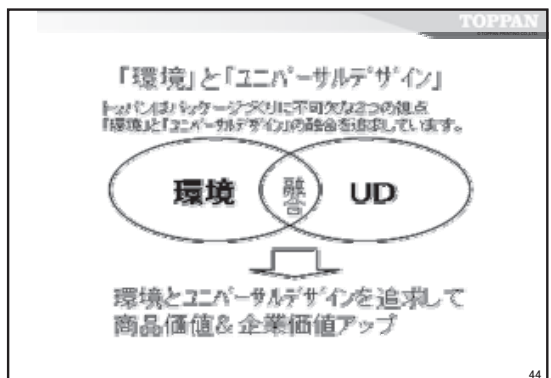 TOPPAN
「環境」と「ユニバーサルデザイン」
トッパンはパッケージづくりに不可欠な2つの視点
「環境」と「ユニバーサルデザイン」の融合を追求しています。
環境
融合
UD
環境とユニバーサルデザインを追求して
商品価値&企業価値アップ
44